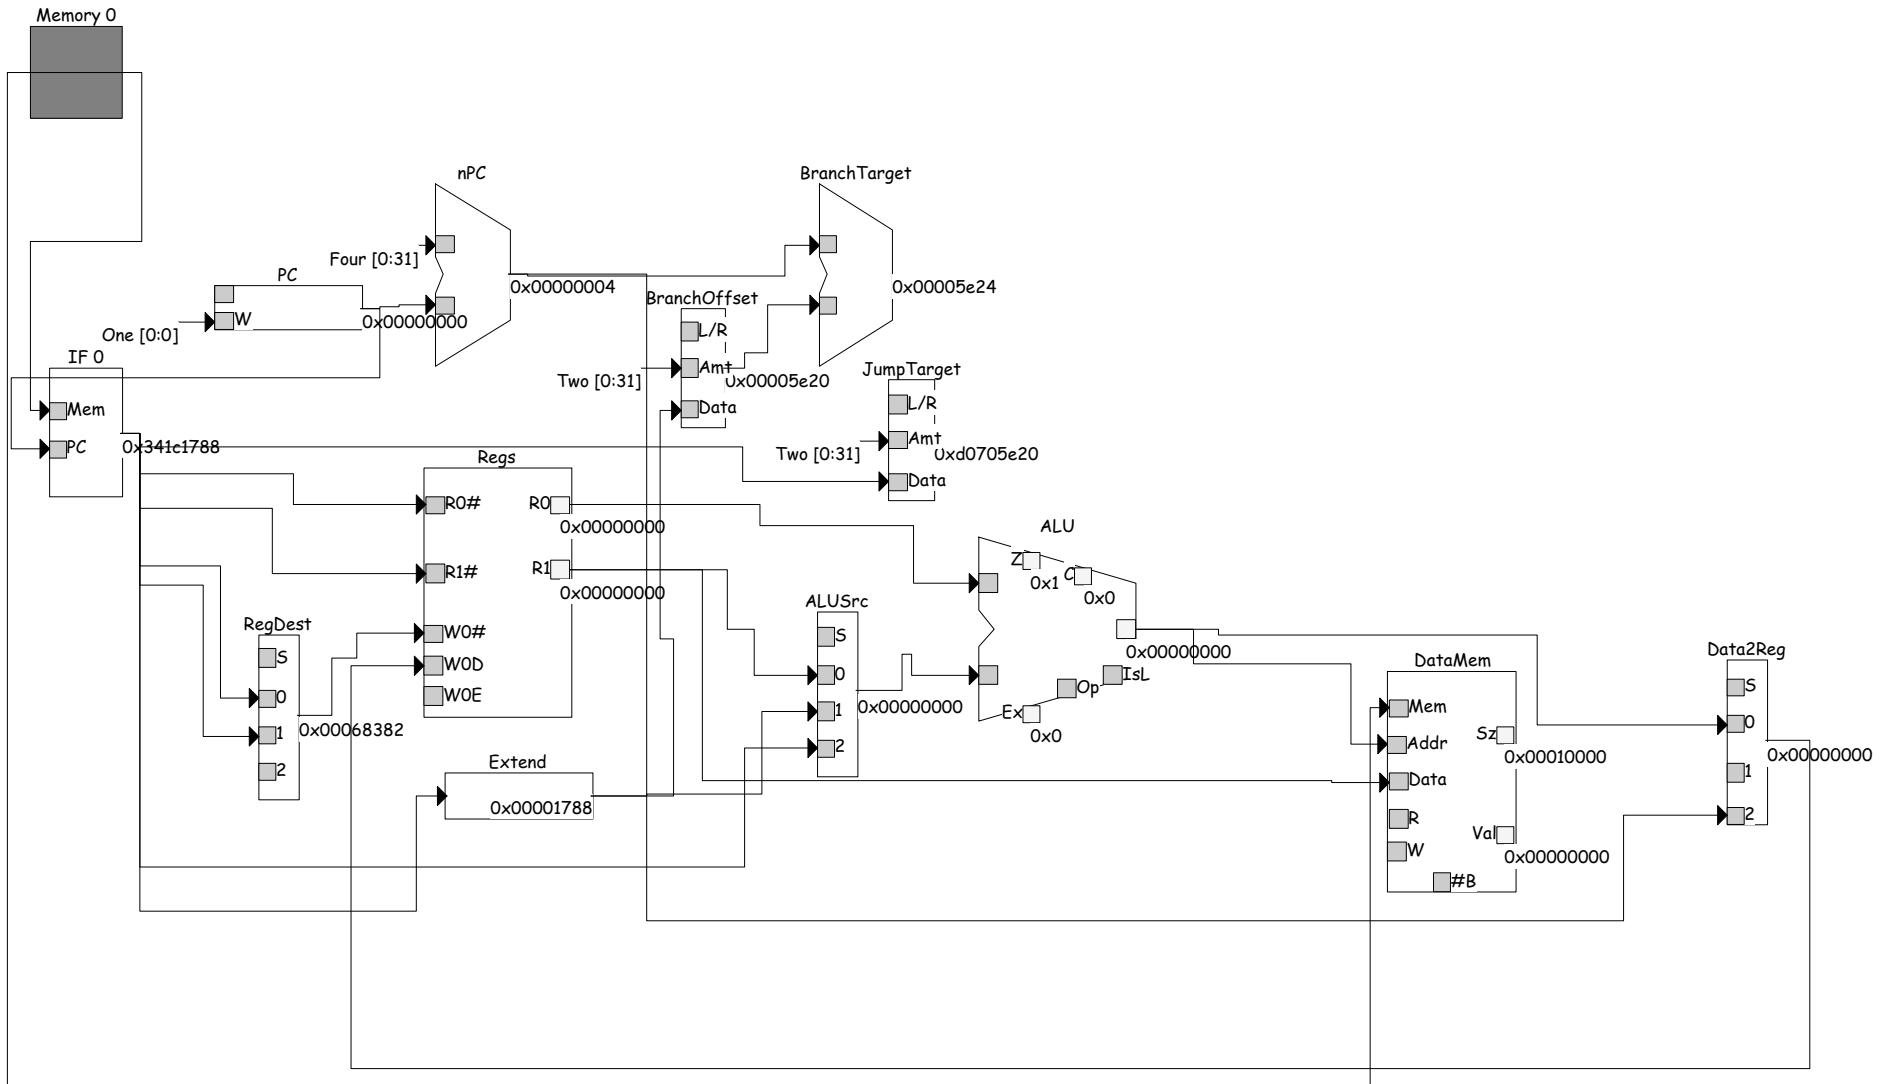 Memory 0
nPC
BranchTarget
Four [0:31]
PC
0x00000004
0x00005e24
BranchOffset
W
0x00000000
One [0:0]
L/R
IF 0
Amt
Two [0:31]
0x00005e20
JumpTarget
Mem
Data
L/R
PC
0x341c1788
Amt
Two [0:31]
0xd0705e20
Regs
Data
R0#
R0
0x00000000
ALU
Z
R1#
R1
C
0x1
0x00000000
0x0
ALUSrc
RegDest
W0#
S
0x00000000
S
W0D
0
IsL
DataMem
Data2Reg
0
W0E
Op
S
1
0x00000000
Ex
Mem
0
1
0x00068382
0x0
Sz
2
Addr
0x00000000
Extend
0x00010000
2
Data
1
0x00001788
R
2
Val
W
0x00000000
#B